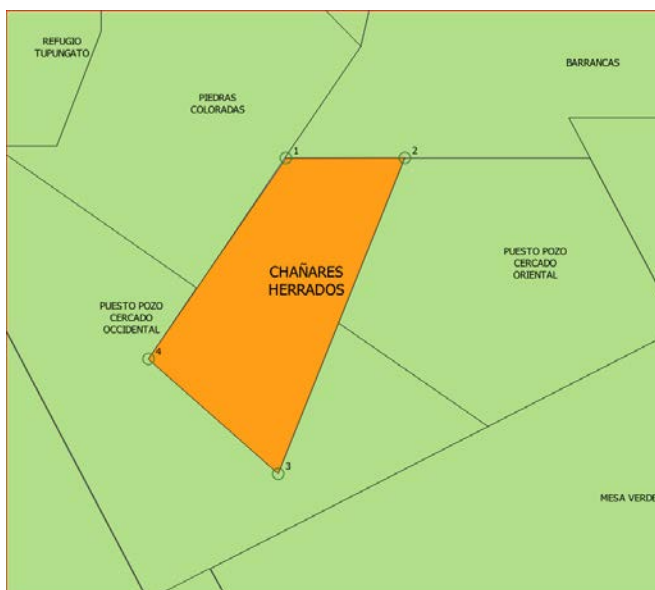 REFUGIO
TUPUNGATO
BARRANCAS
PIEDRAS
COLORADAS
1
2
PUESTO POZO
CERCADO
ORIENTAL
CHAÑARES
HERRADOS
PUESTO POZO
CERCADO
OCCIDENTAL
4
3
MESA VERDE